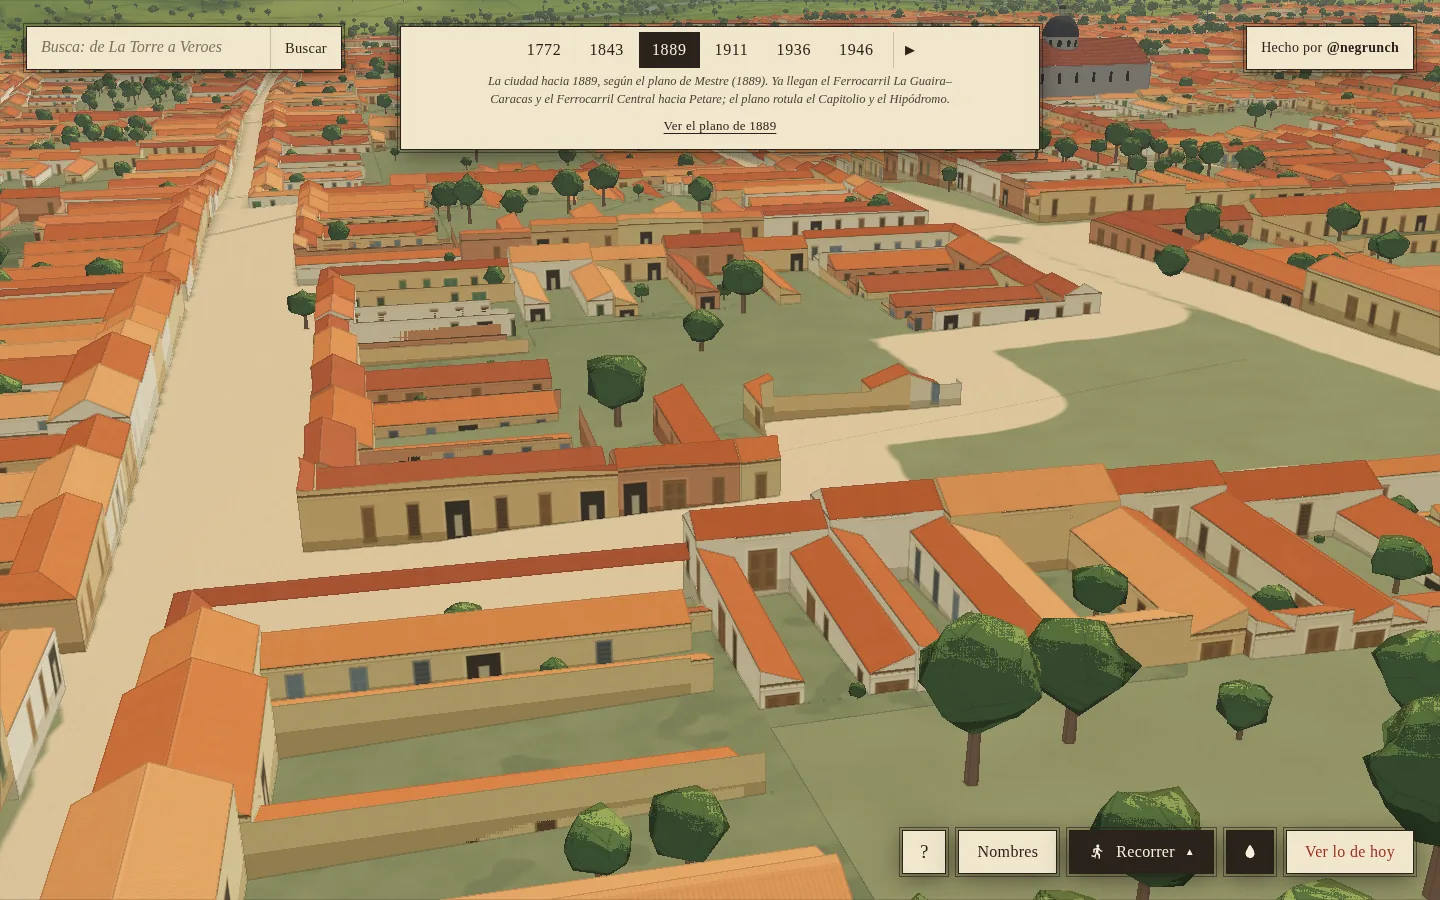 Busca: de La Torre a Veroes
Buscar
1772 1843 1889 1911 1936 1946 ▶
La ciudad hacia 1889, según el plano de Mestre (1889). Ya llegan el Ferrocarril La Guaira–
Caracas y el Ferrocarril Central hacia Petare; el plano rotula el Capitolio y el Hipódromo.
Ver el plano de 1889
Hecho por @negrunch
?
Nombres
Recorrer ▲
Ver lo de hoy